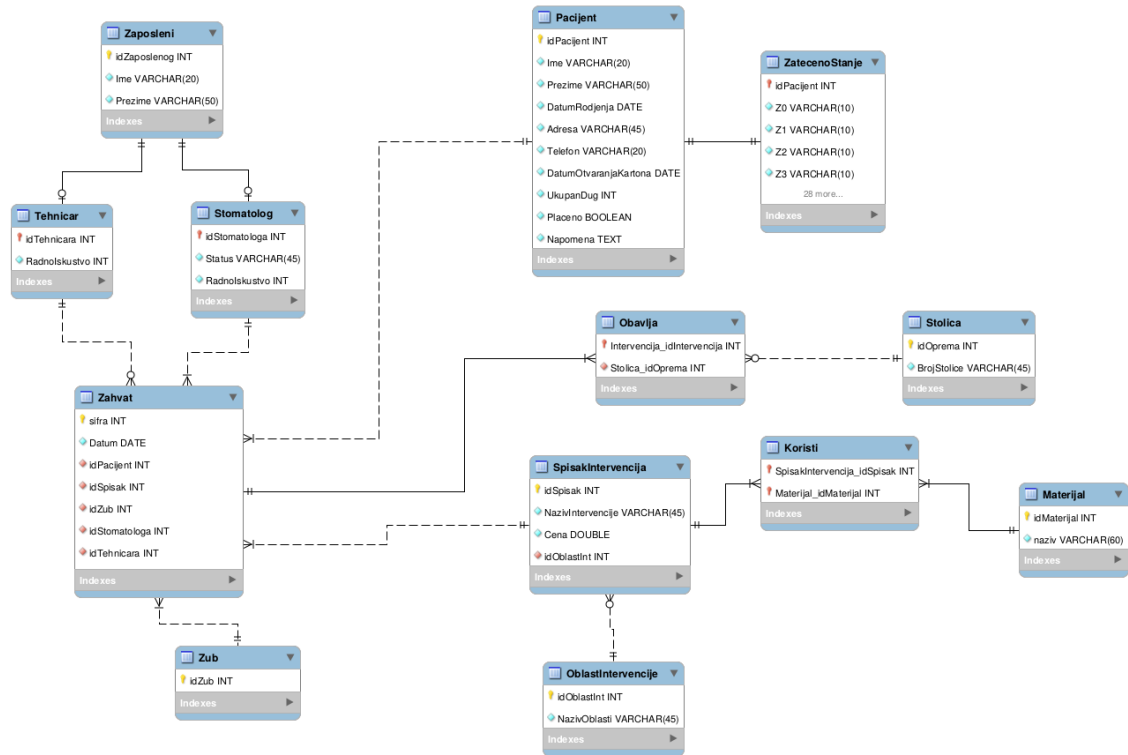 Zaposleni
idZaposlenog INT
Ime VARCHAR(20)
Prezime VARCHAR(50)
Indexes
Pacijent
idPacijent INT
Ime VARCHAR(20)
Prezime VARCHAR(50)
DatumRodjenja DATE
Adresa VARCHAR(45)
Telefon VARCHAR(20)
DatumOtvaranjaKartona DATE
UkupanDug INT
Placeno BOOLEAN
Napomena TEXT
Indexes
ZatecenoStanje
idPacijent INT
Z0 VARCHAR(10)
Z1 VARCHAR(10)
Z2 VARCHAR(10)
Z3 VARCHAR(10)
28 more...
Indexes
Tehnicar
idTehnicara INT
RadnoIskustvo INT
Indexes
Stomatolog
idStomatologa INT
Status VARCHAR(45)
RadnoIskustvo INT
Indexes
Obavlja
Intervencija_idIntervencija INT
Stolica_idOprema INT
Indexes
Stolica
idOprema INT
BrojStolice VARCHAR(45)
Indexes
Zahvat
sifra INT
Datum DATE
idPacijent INT
idSpisak INT
idZub INT
idStomatologa INT
idTehnicara INT
Indexes
SpisakIntervencija
idSpisak INT
NazivIntervencije VARCHAR(45)
Cena DOUBLE
idOblastInt INT
Indexes
Koristi
SpisakIntervencija_idSpisak INT
Materijal_idMaterijal INT
Indexes
Materijal
idMaterijal INT
naziv VARCHAR(60)
Indexes
Zub
idZub INT
Indexes
OblastIntervencije
idOblastInt INT
NazivOblasti VARCHAR(45)
Indexes